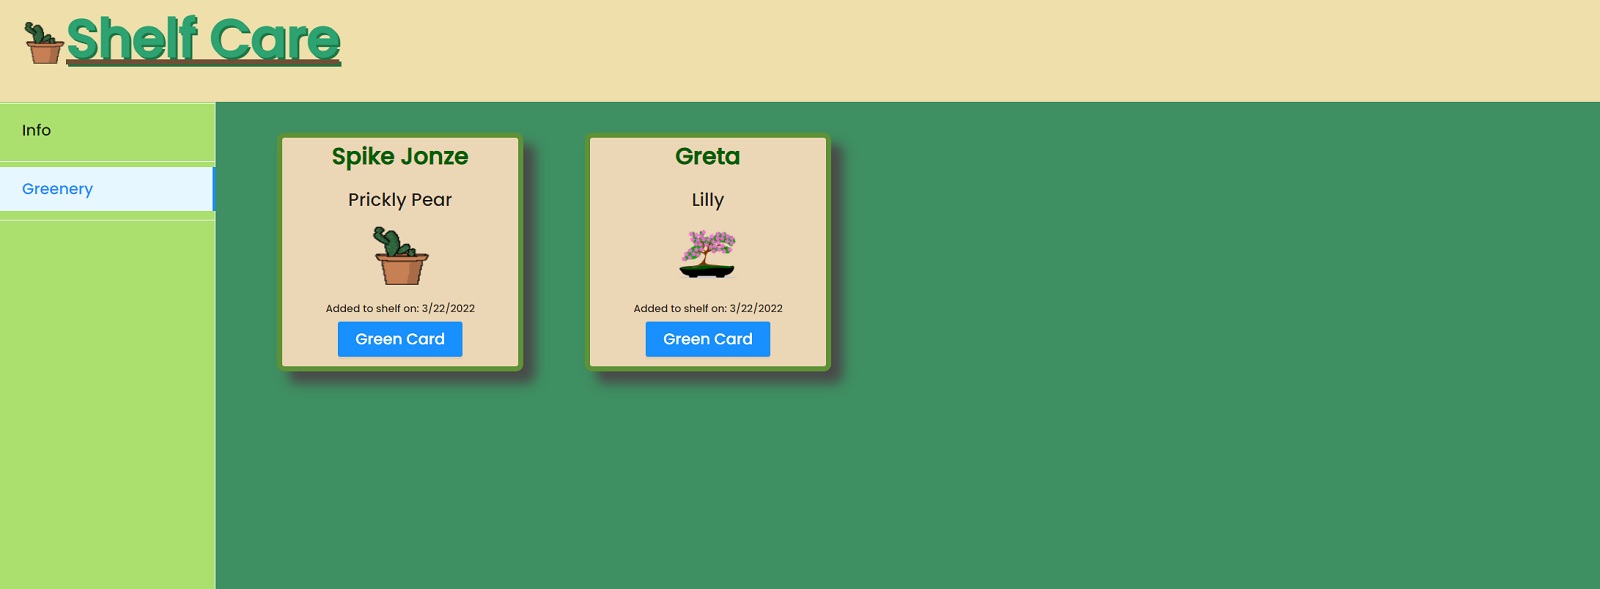 Shelf Care
Info
Greenery
Spike Jonze
Prickly Pear
Added to shelf on: 3/22/2022
Green Card
Greta
Lilly
Added to shelf on: 3/22/2022
Green Card